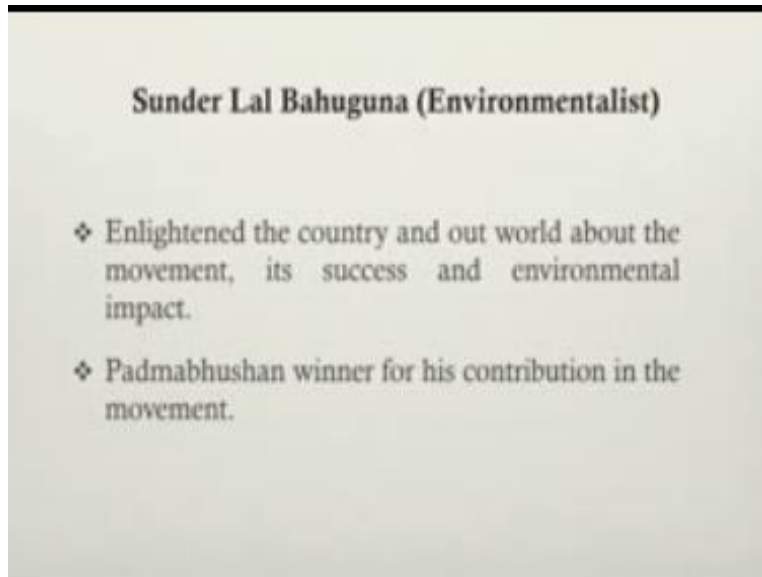 Sunder Lal Bahuguna (Environmentalist)
❖ Enlightened the country and out world about the
movement, its success and environmental
impact.
❖ Padmabhushan winner for his contribution in the
movement.